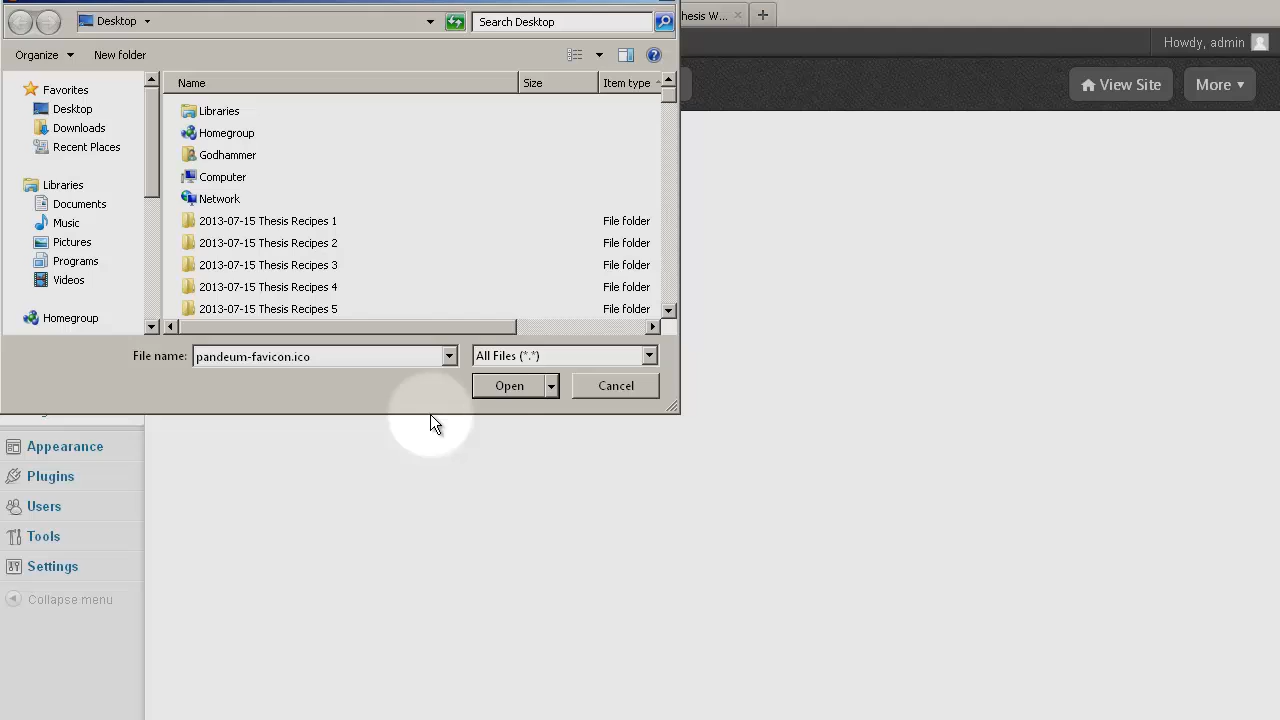 Desktop
Search Desktop
hesis W...
Howdy, admin
Organize
New folder
View Site
More
Name
Size
Item type
Favorites
Desktop
Downloads
Recent Places
Libraries
Documents
Music
Pictures
Programs
Videos
Homegroup
Libraries
Homegroup
Godhammer
Computer
Network
2013-07-15 Thesis Recipes 1
File folder
2013-07-15 Thesis Recipes 2
File folder
2013-07-15 Thesis Recipes 3
File folder
2013-07-15 Thesis Recipes 4
File folder
2013-07-15 Thesis Recipes 5
File folder
File name:
pandeum-favicon.ico
All Files (*.*)
Open
Cancel
Appearance
Plugins
Users
Tools
Settings
Collapse menu